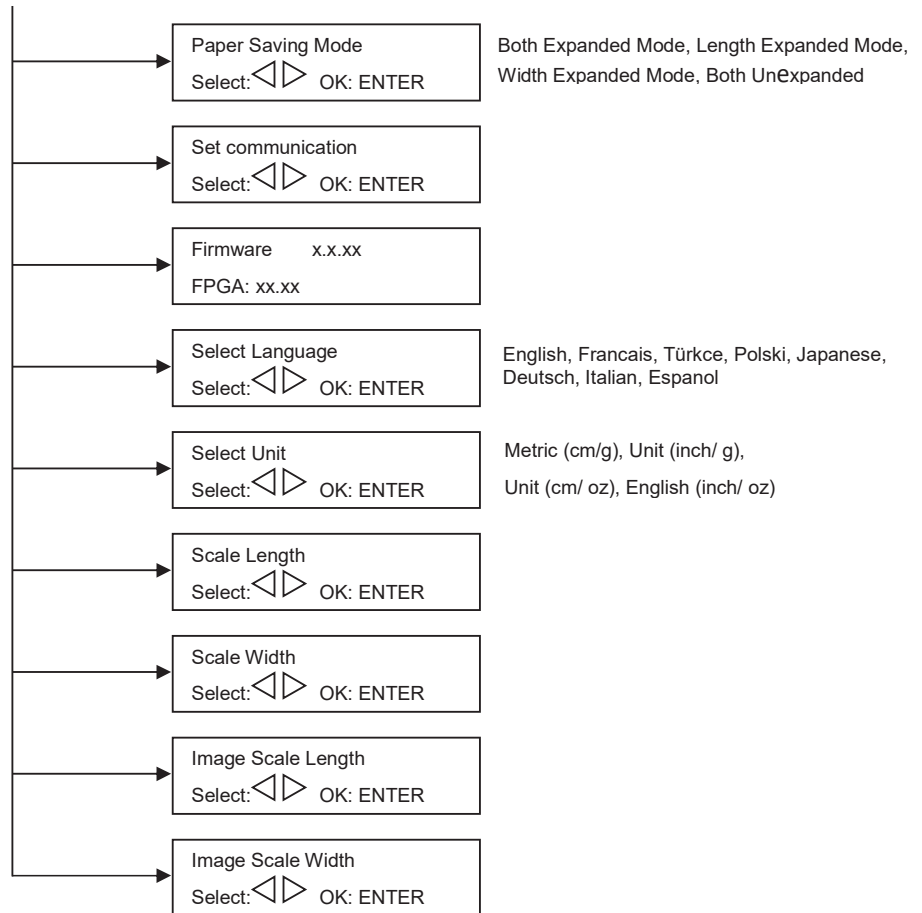 Paper Saving Mode
Select:◁▷ OK: ENTER
Both Expanded Mode, Length Expanded Mode,
Width Expanded Mode, Both Unexpanded
Set communication
Select:◁▷ OK: ENTER
Firmware x.x.xx
FPGA: xx.xx
Select Language
Select:◁▷ OK: ENTER
English, Francais, Türkce, Polski, Japanese,
Deutsch, Italian, Espanol
Select Unit
Select:◁▷ OK: ENTER
Metric (cm/g), Unit (inch/ g),
Unit (cm/ oz), English (inch/ oz)
Scale Length
Select:◁▷ OK: ENTER
Scale Width
Select:◁▷ OK: ENTER
Image Scale Length
Select:◁▷ OK: ENTER
Image Scale Width
Select:◁▷ OK: ENTER